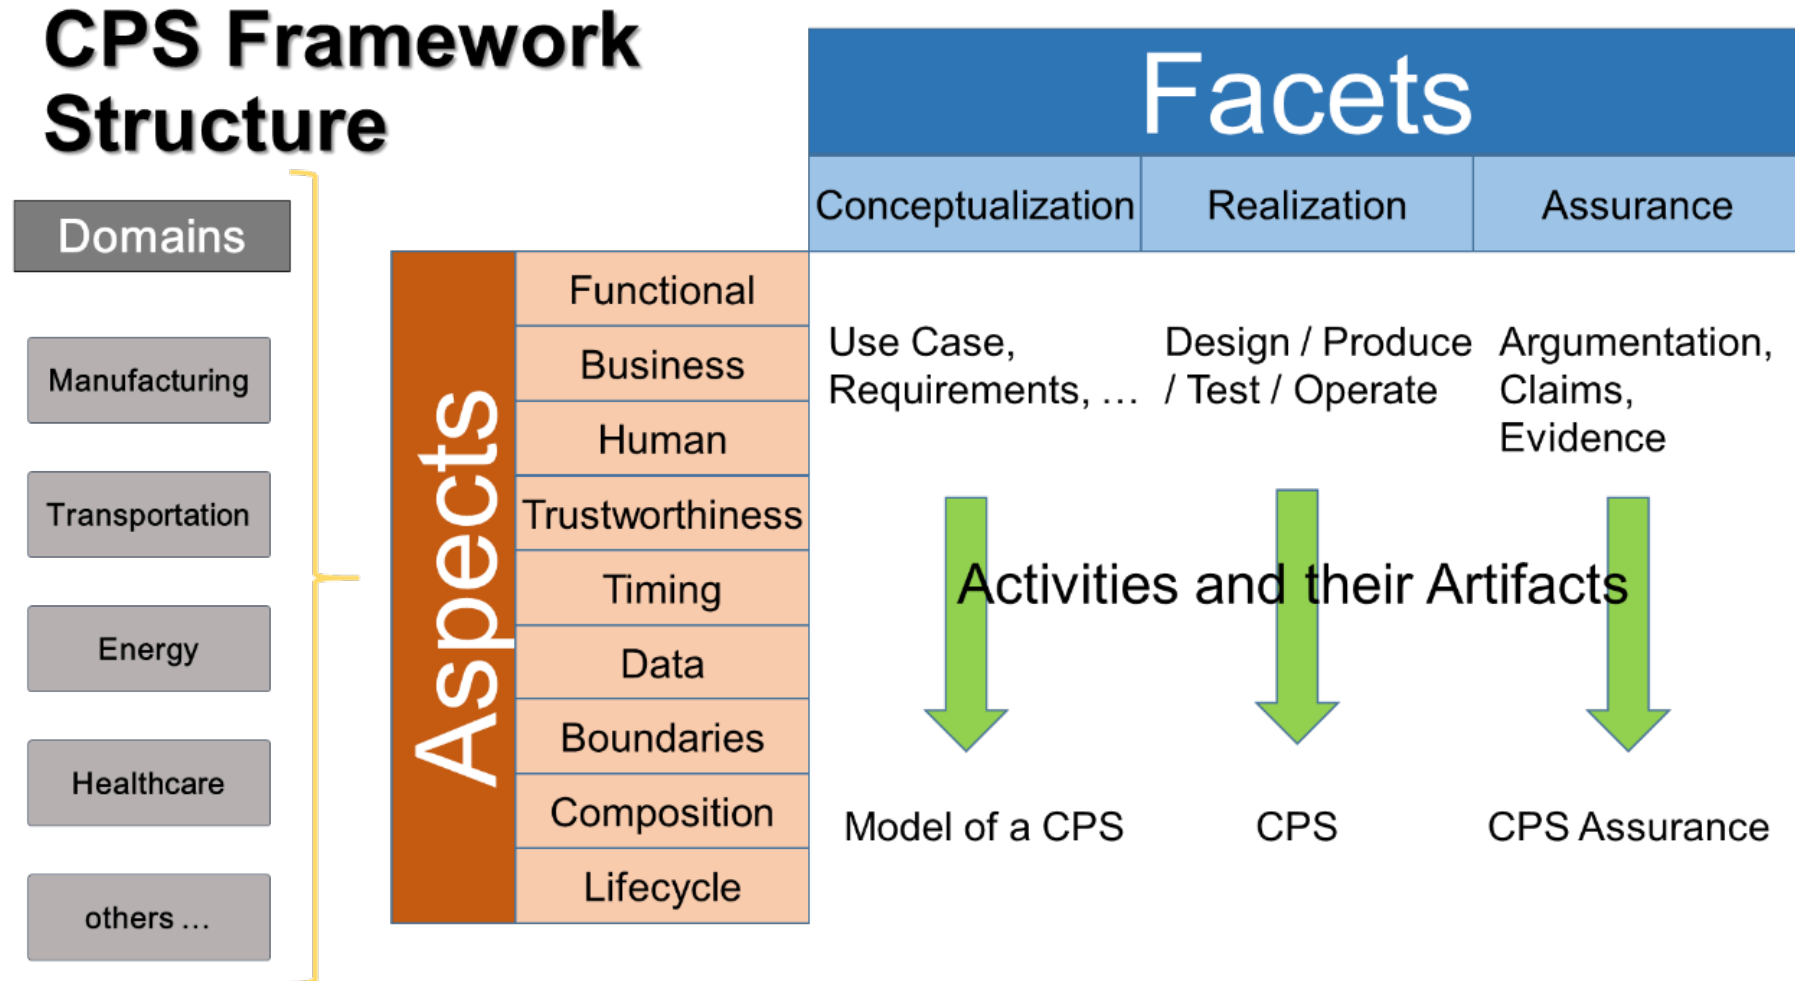 CPS Framework
Structure
Domains
Manufacturing
Transportation
Energy
Healthcare
others ...
Aspects
Functional
Business
Human
Trustworthiness
Timing
Data
Boundaries
Composition
Lifecycle
Facets
Conceptualization
Realization
Assurance
Use Case,
Requirements, ...
Design / Produce
/ Test / Operate
Argumentation,
Claims,
Evidence
Activities and their Artifacts
Model of a CPS
CPS
CPS Assurance